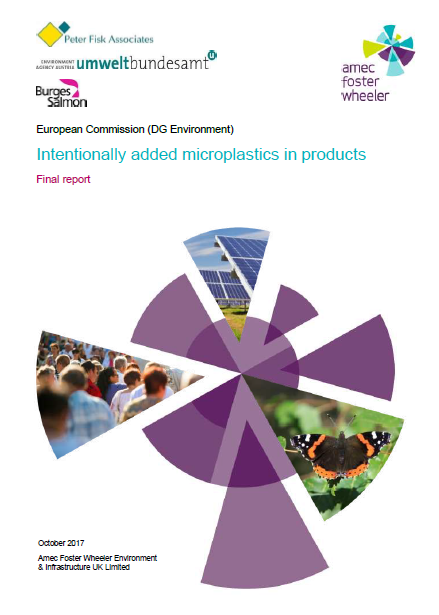 Peter Fisk Associates
ENVIRONMENT
AGENCY AUSTRIA umweltbundesamt u
Burges
Salmon
amec
foster
wheeler
European Commission (DG Environment)
Intentionally added microplastics in products
Final report
October 2017
Amec Foster Wheeler Environment
& Infrastructure UK Limited